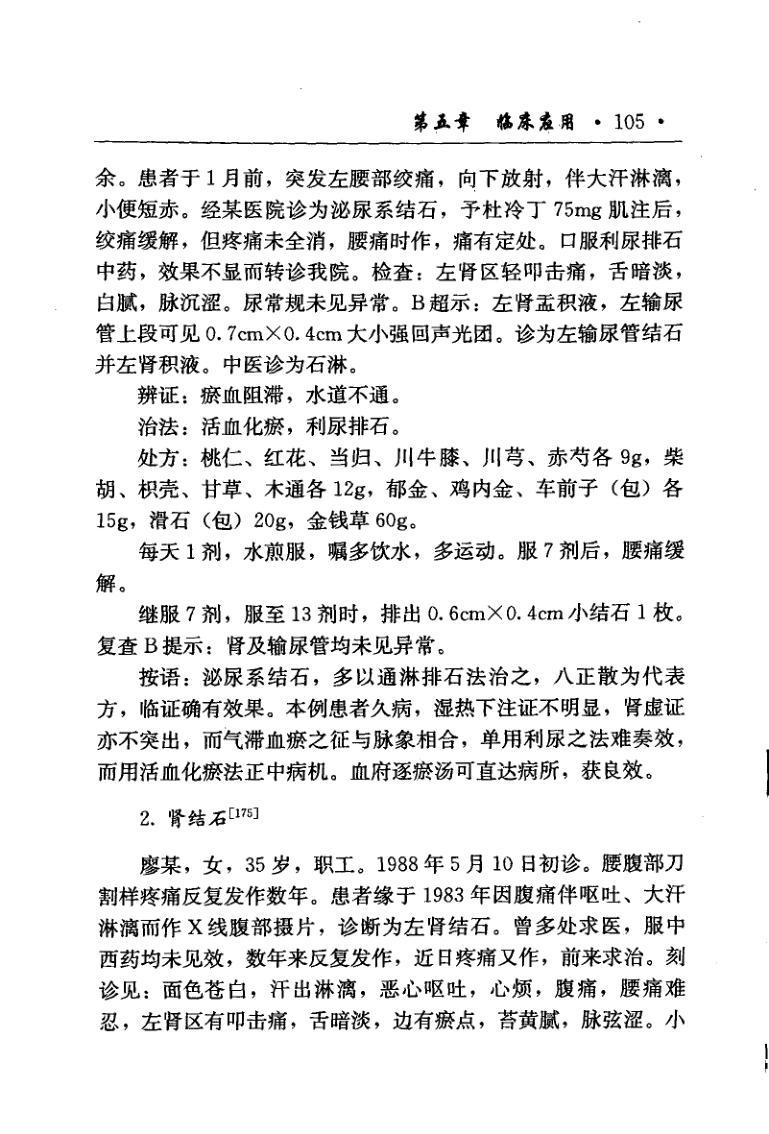 第五章 临床应用 · 105 ·
余。患者于1月前，突发左腰部绞痛，向下放射，伴大汗淋漓，
小便短赤。经某医院诊为泌尿系结石，予杜冷丁75mg肌注后，
绞痛缓解，但疼痛未全消，腰痛时作，痛有定处。口服利尿排石
中药，效果不显而转诊我院。检查：左肾区轻叩击痛，舌暗淡，
白腻，脉沉涩。尿常规未见异常。B超示：左肾盂积液，左输尿
管上段可见0.7cm×0.4cm大小强回声光团。诊为左输尿管结石
并左肾积液。中医诊为石淋。
辨证：瘀血阻滞，水道不通。
治法：活血化瘀，利尿排石。
处方：桃仁、红花、当归、川牛膝、川芎、赤芍各9g，柴
胡、枳壳、甘草、木通各12g，郁金、鸡内金、车前子（包）各
15g，滑石（包）20g，金钱草60g。
每天1剂，水煎服，嘱多饮水，多运动。服7剂后，腰痛缓
解。
继服7剂，服至13剂时，排出0.6cm×0.4cm小结石1枚。
复查B提示：肾及输尿管均未见异常。
按语：泌尿系结石，多以通淋排石法治之，八正散为代表
方，临证确有效果。本例患者久病，湿热下注证不明显，肾虚证
亦不突出，而气滞血瘀之征与脉象相合，单用利尿之法难奏效，
而用活血化瘀法正中病机。血府逐瘀汤可直达病所，获良效。
2. 肾结石[175]
廖某，女，35岁，职工。1988年5月10日初诊。腰腹部刀
割样疼痛反复发作数年。患者缘于1983年因腹痛伴呕吐、大汗
淋漓而作X线腹部摄片，诊断为左肾结石。曾多处求医，服中
西药均未见效，数年来反复发作，近日疼痛又作，前来求治。刻
诊见：面色苍白，汗出淋漓，恶心呕吐，心烦，腹痛，腰痛难
忍，左肾区有叩击痛，舌暗淡，边有瘀点，苔黄腻，脉弦涩。小